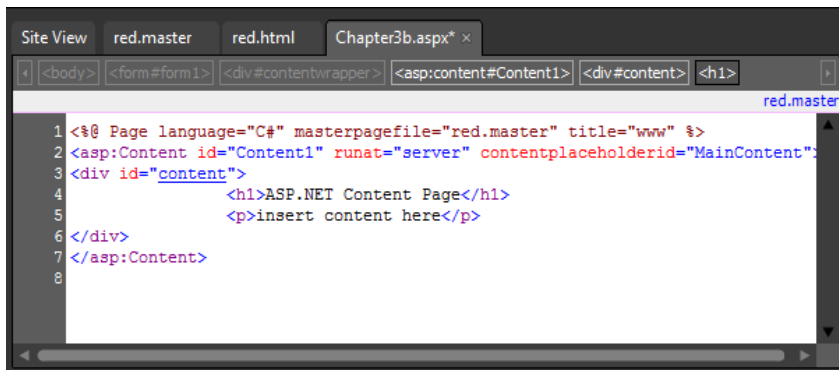 Site View red.master red.html Chapter3b.aspx* ×
<body> <form#form1> <div#contentwrapper> <asp:content#Content1> <div#content> <h1>
red.master
1 <%@ Page language="C#" masterpagefile="red.master" title="www" %>
2 <asp:Content id="Content1" runat="server" contentplaceholderid="MainContent">
3 <div id="content">
4 <h1>ASP.NET Content Page</h1>
5 <p>insert content here</p>
6 </div>
7 </asp:Content>
8